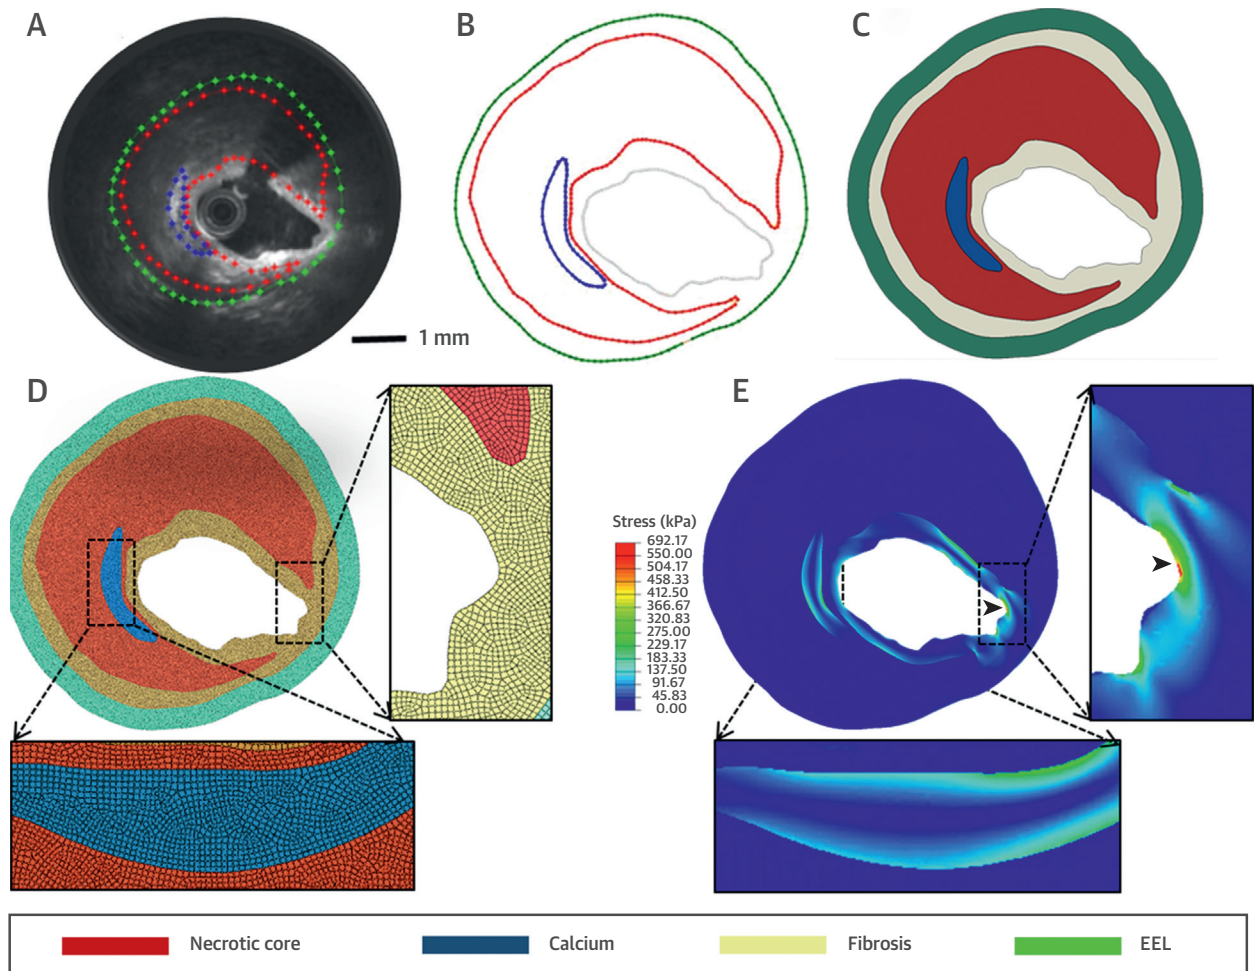 A
B
C
1 mm
D
E
Stress (kPa)
692.17
550.00
504.17
458.33
412.50
366.67
320.83
275.00
229.17
183.33
137.50
91.67
45.83
0.00
Necrotic core
Calcium
Fibrosis
EEL